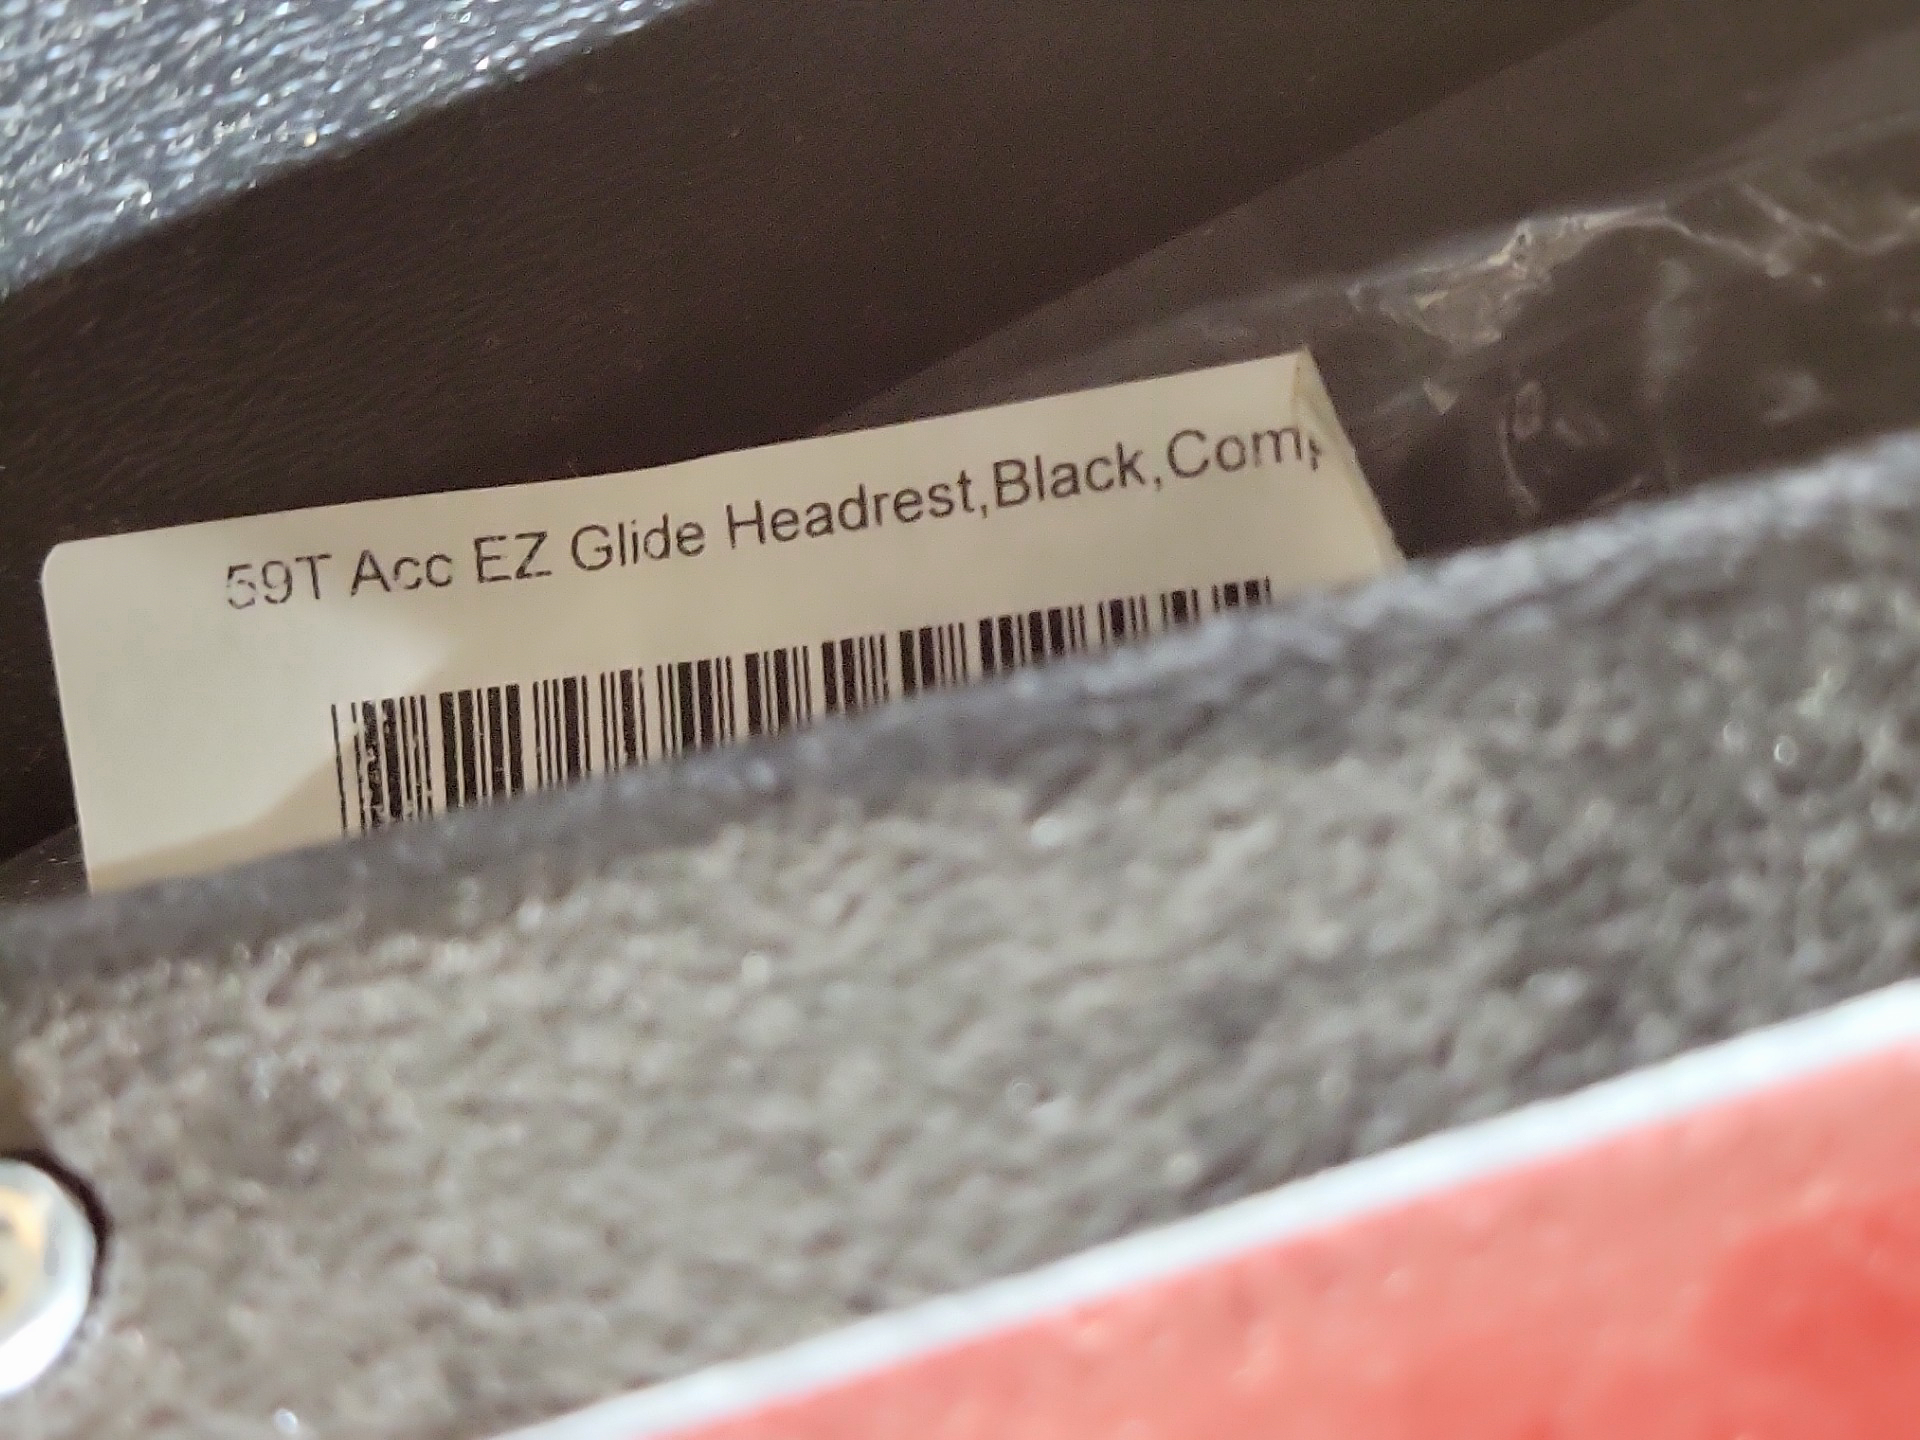 59T Acc EZ Glide Headrest,Black,Com